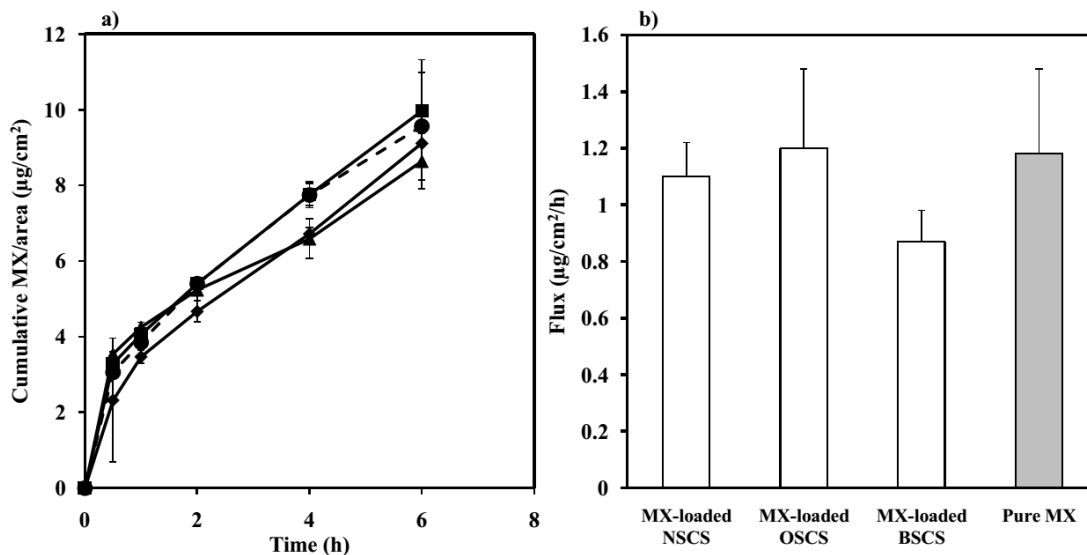 a)
12
10
8
6
4
2
0
0 2 4 6 8
Cumulative MX/area (µg/cm²)
Time (h)
b)
1.6
1.4
1.2
1
0.8
0.6
0.4
0.2
0
Flux (µg/cm²/h)
MX-loaded
NSCS
MX-loaded
OSCS
MX-loaded
BSCS
Pure MX